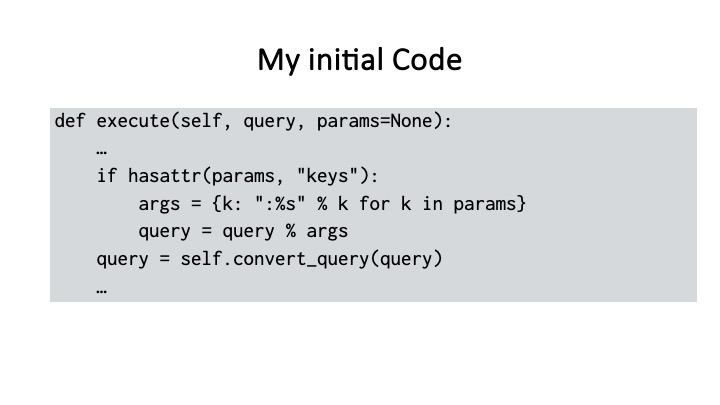 My initial Code
def execute(self, query, params=None):
    …
    if hasattr(params, "keys"):
        args = {k: ":%s" % k for k in params}
        query = query % args
    query = self.convert_query(query)
    …